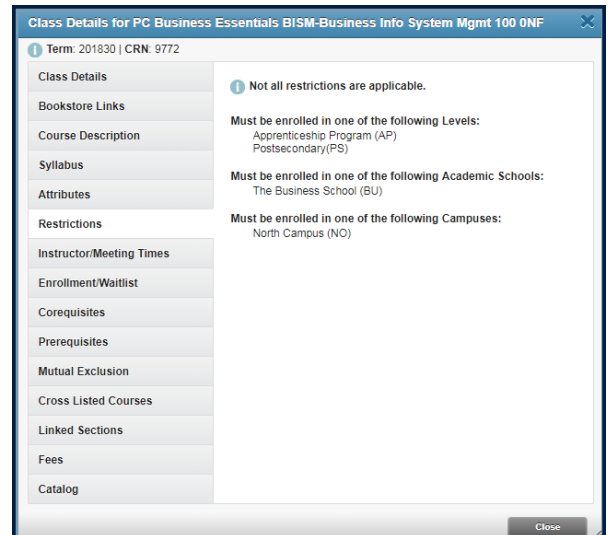 Class Details for PC Business Essentials BISM-Business Info System Mgmt 100 0NF
Term: 201830 | CRN: 9772
Class Details
Bookstore Links
Course Description
Syllabus
Attributes
Restrictions
Instructor/Meeting Times
Enrollment/Waitlist
Corequisites
Prerequisites
Mutual Exclusion
Cross Listed Courses
Linked Sections
Fees
Catalog
Not all restrictions are applicable.
Must be enrolled in one of the following Levels:
Apprenticeship Program (AP)
Postsecondary(PS)
Must be enrolled in one of the following Academic Schools:
The Business School (BU)
Must be enrolled in one of the following Campuses:
North Campus (NO)
Close